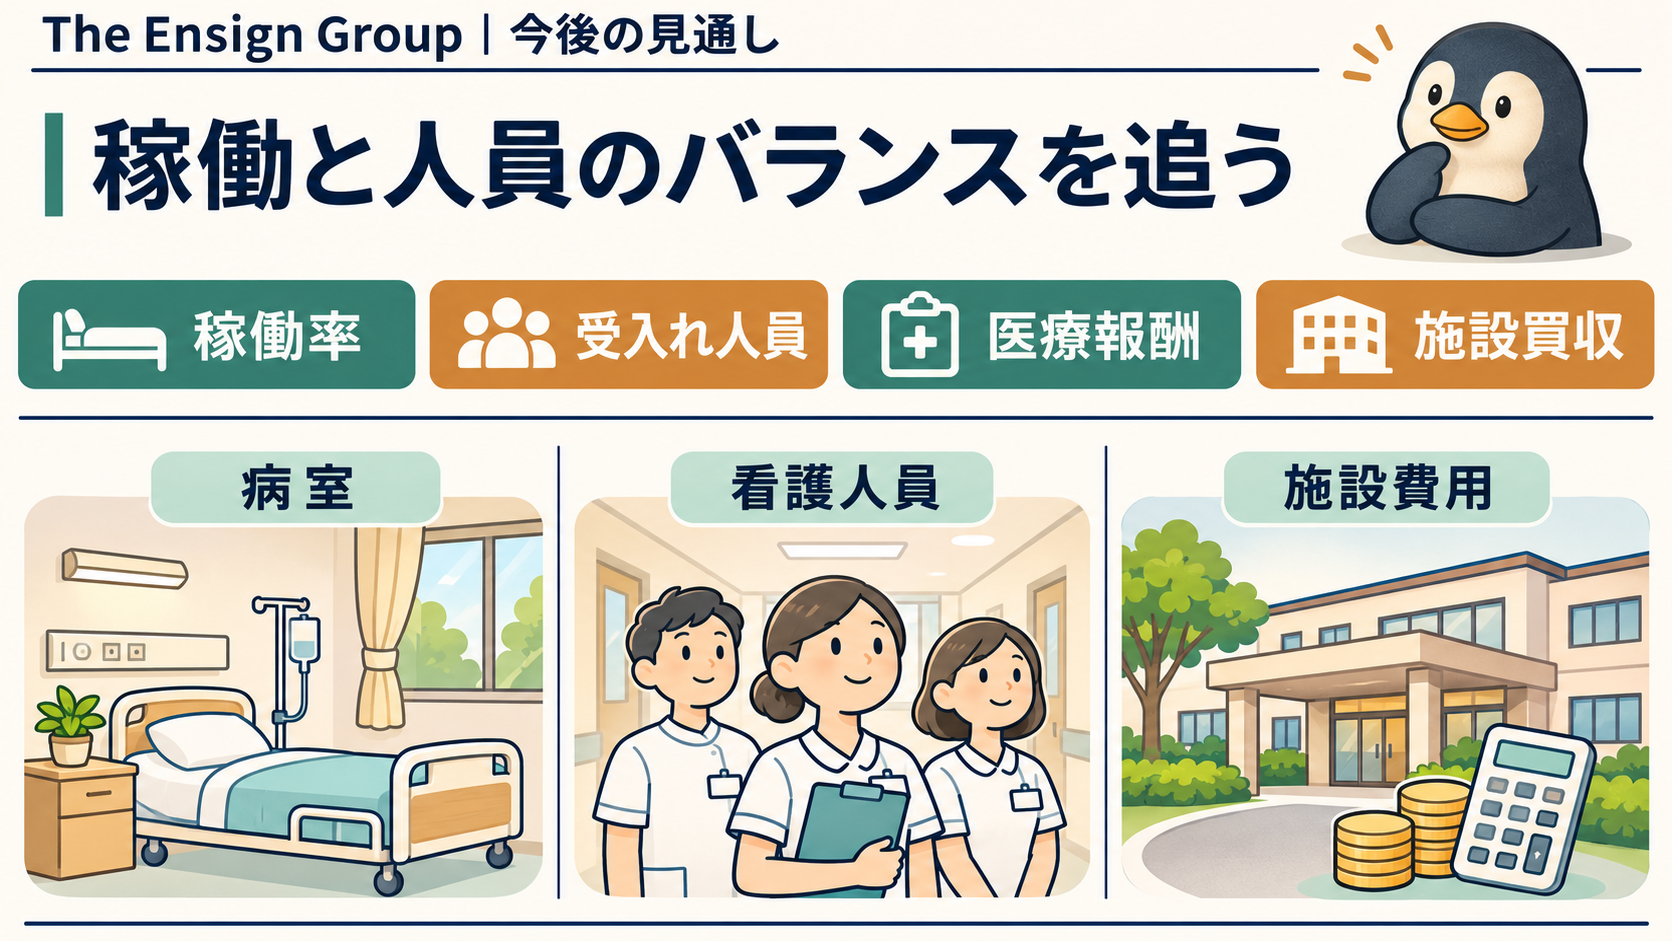 The Ensign Group | 今後の見通し
稼働と人員のバランスを追う
稼働率
受入れ人員
医療報酬
施設買収
病室
看護人員
施設費用